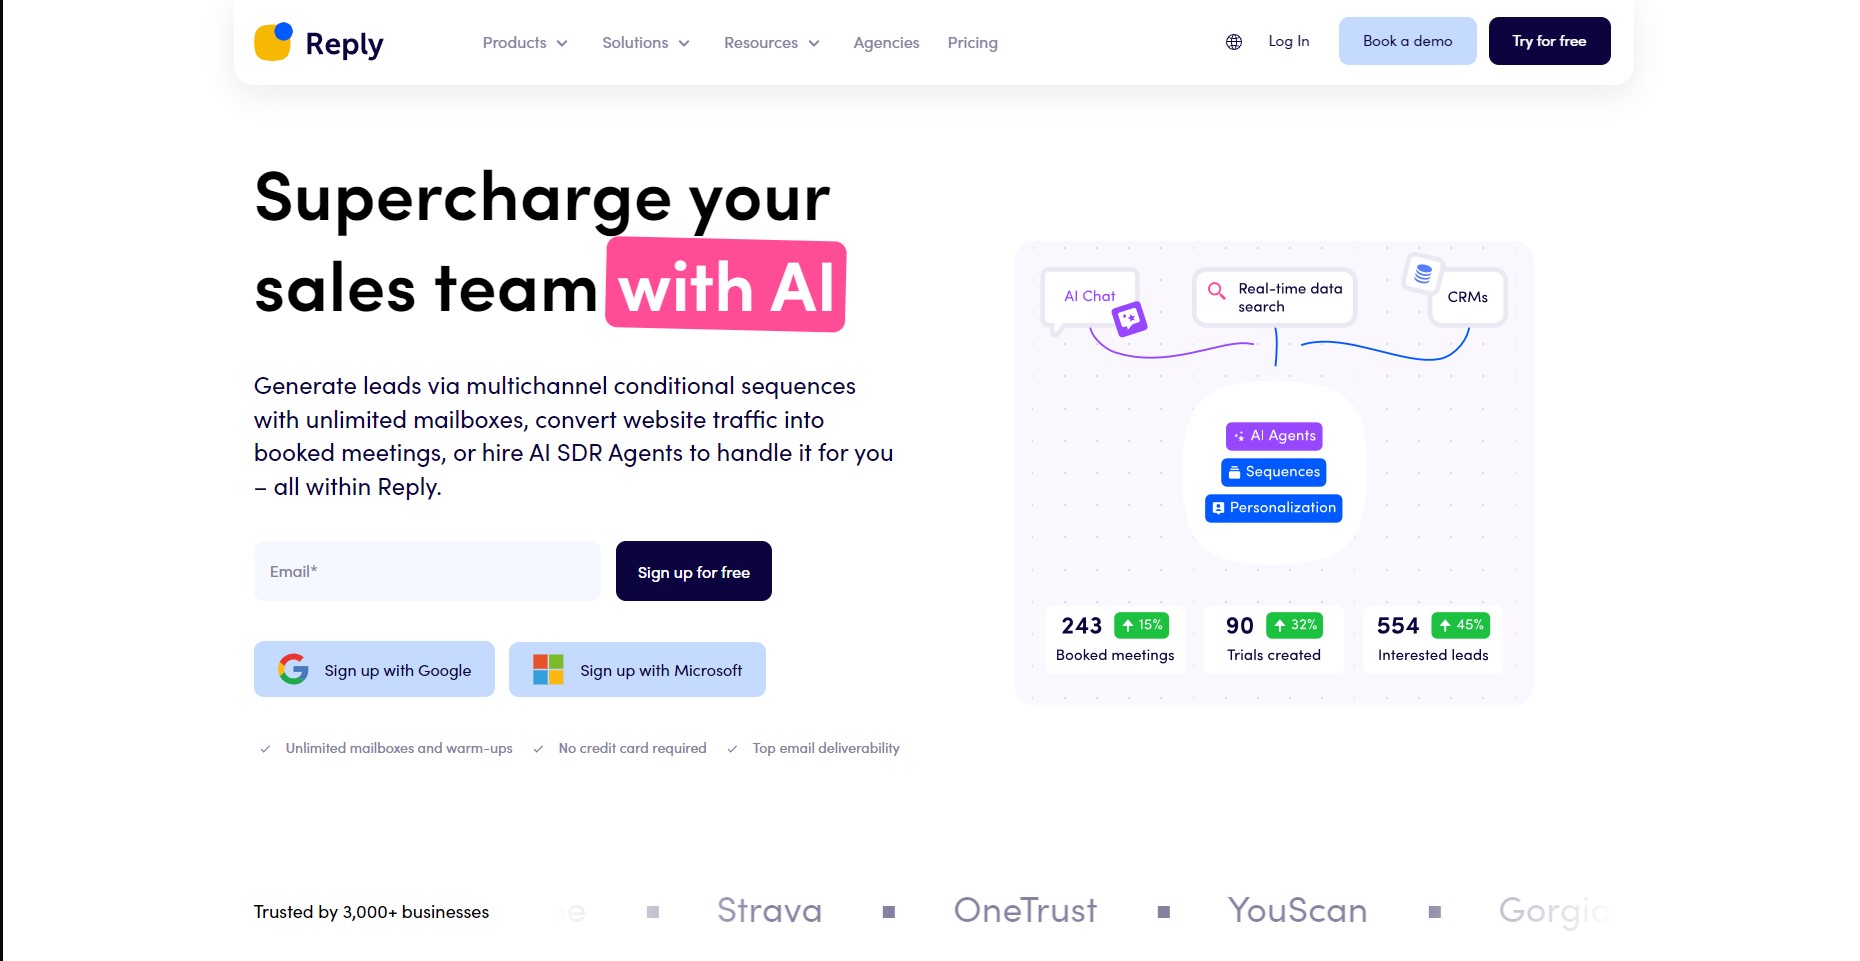 Reply
Products
Solutions
Resources
Agencies
Pricing
Log In
Book a demo
Try for free
Supercharge your
sales team with AI
Generate leads via multichannel conditional sequences
with unlimited mailboxes, convert website traffic into
booked meetings, or hire AI SDR Agents to handle it for you
– all within Reply.
Email*
Sign up for free
Sign up with Google
Sign up with Microsoft
Unlimited mailboxes and warm-ups
No credit card required
Top email deliverability
AI Chat
Real-time data
search
CRMs
AI Agents
Sequences
Personalization
243 15%
Booked meetings
90 32%
Trials created
554 45%
Interested leads
Trusted by 3,000+ businesses
Strava
OneTrust
YouScan